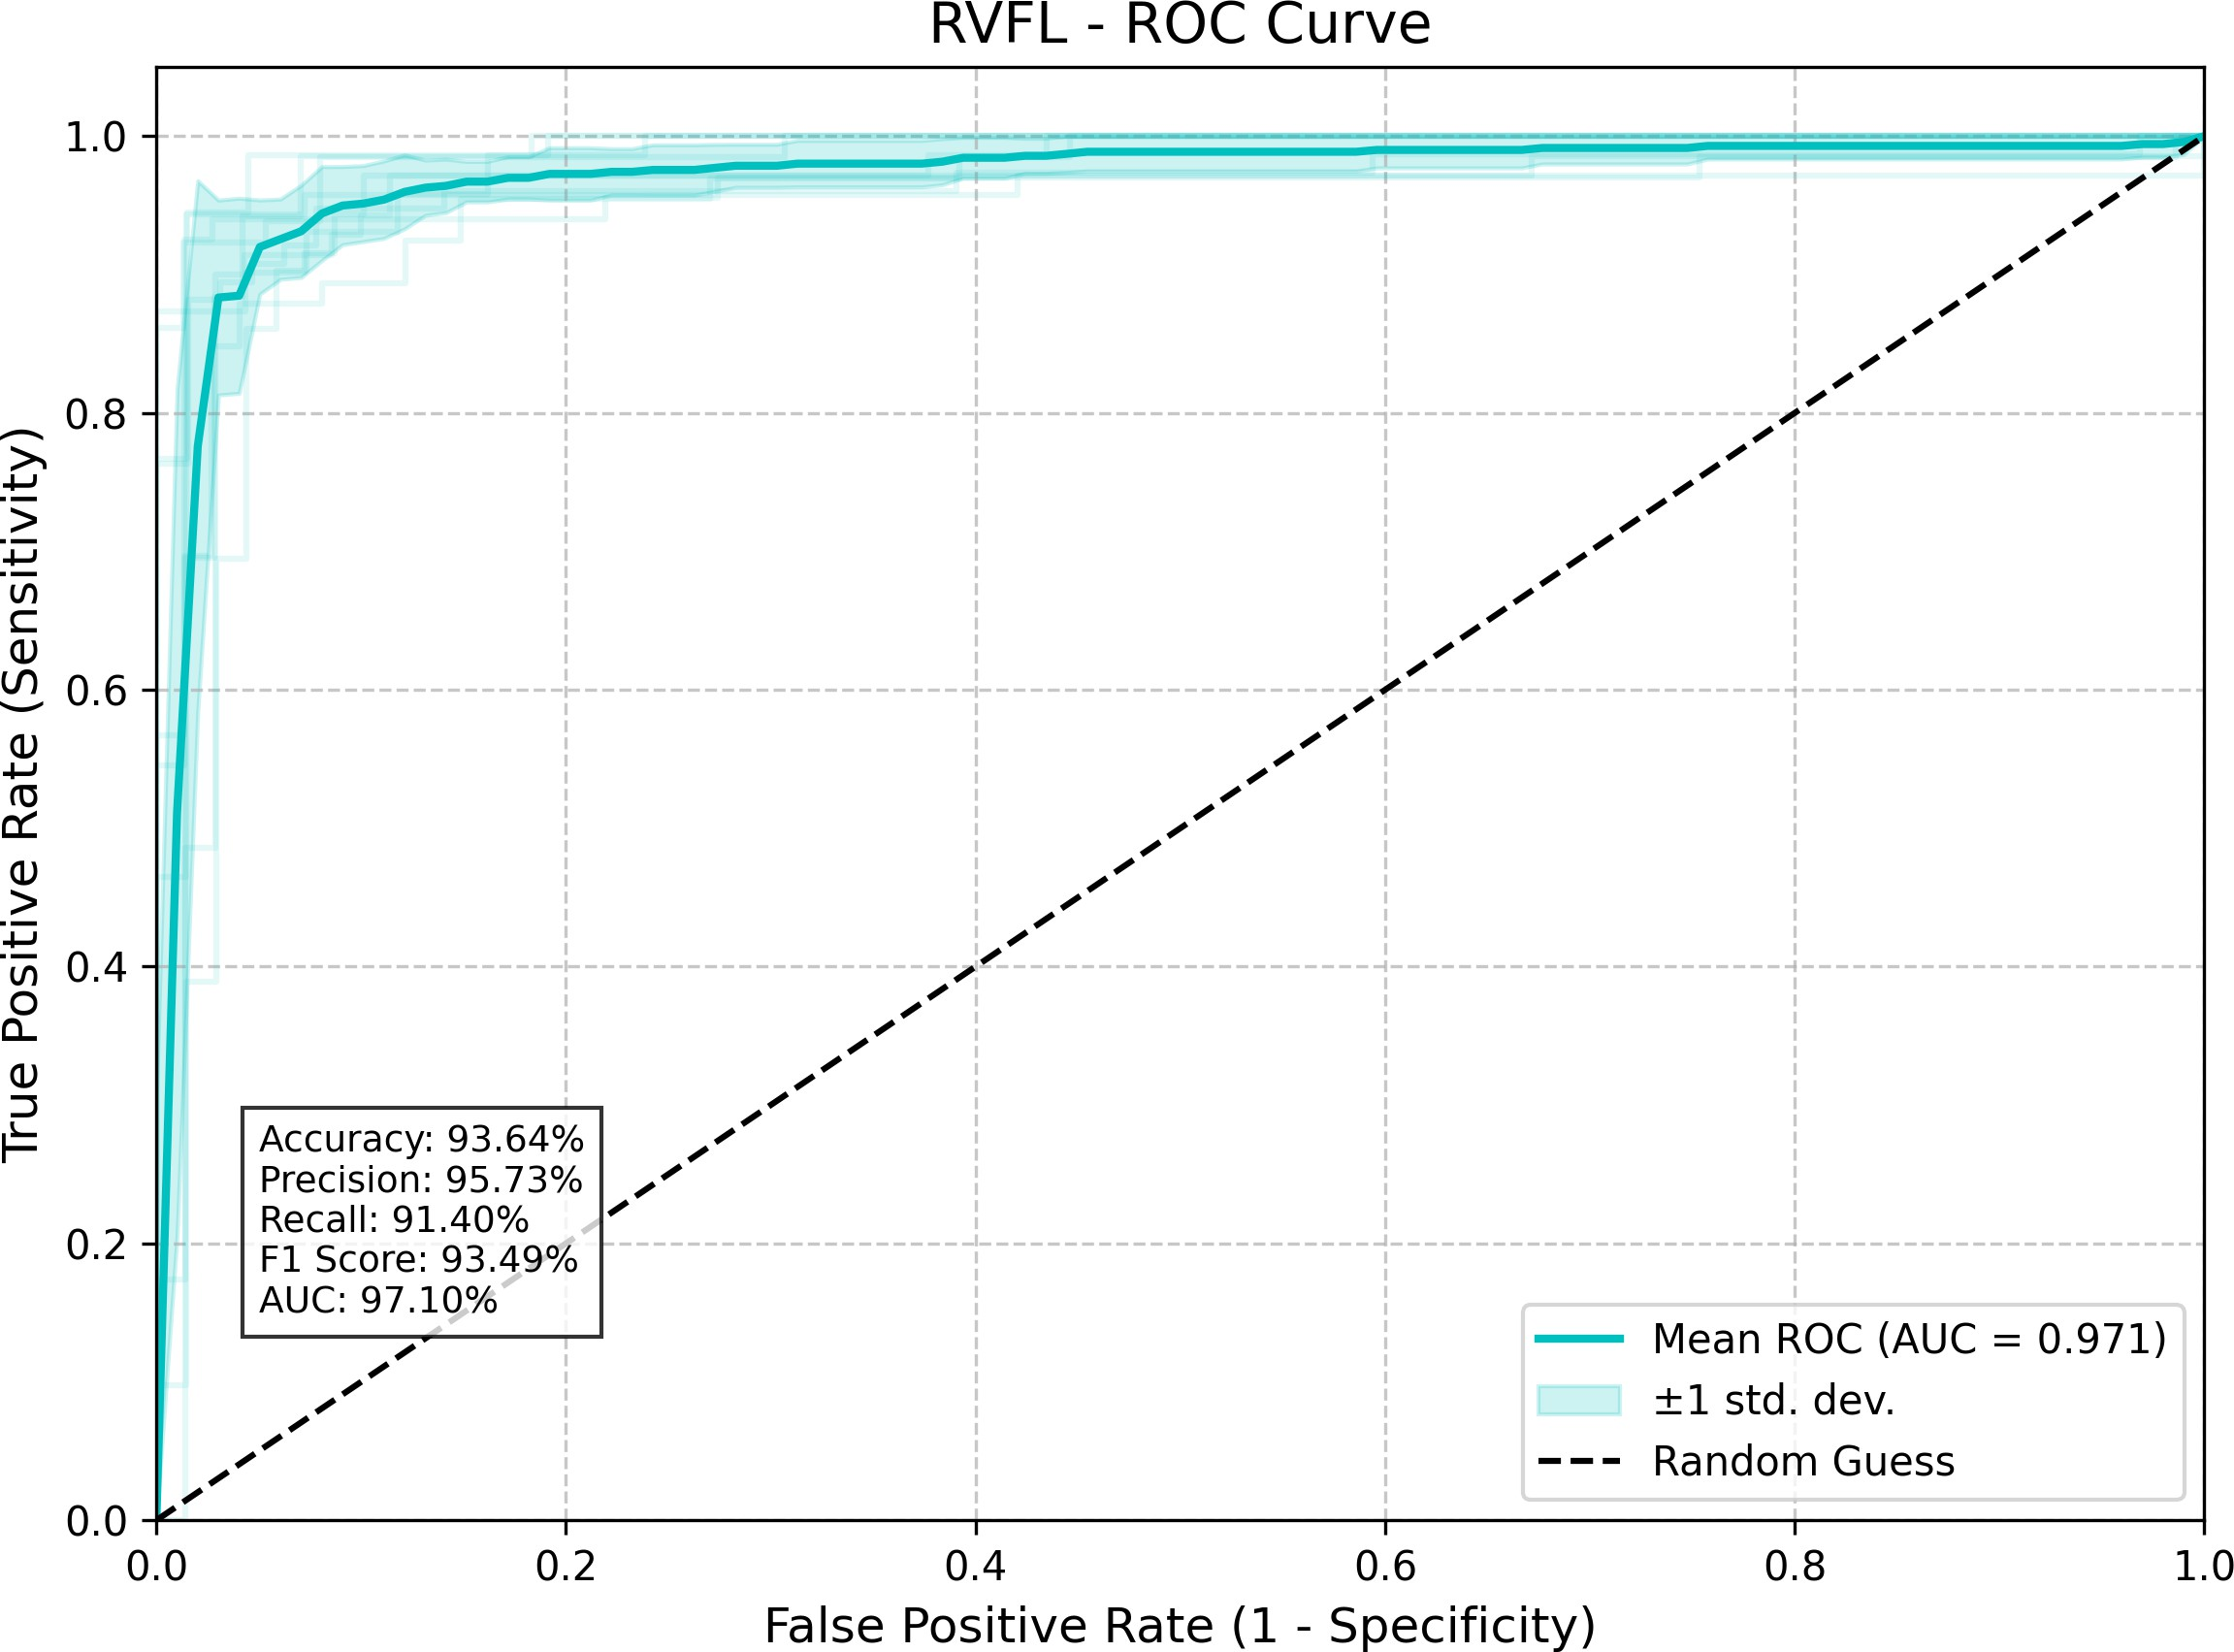 RVFL - ROC Curve
True Positive Rate (Sensitivity)
1.0
0.8
0.6
0.4
0.2
0.0
Accuracy: 93.64%
Precision: 95.73%
Recall: 91.40%
F1 Score: 93.49%
AUC: 97.10%
Mean ROC (AUC = 0.971)
±1 std. dev.
Random Guess
0.0 0.2 0.4 0.6 0.8 1.0
False Positive Rate (1 - Specificity)